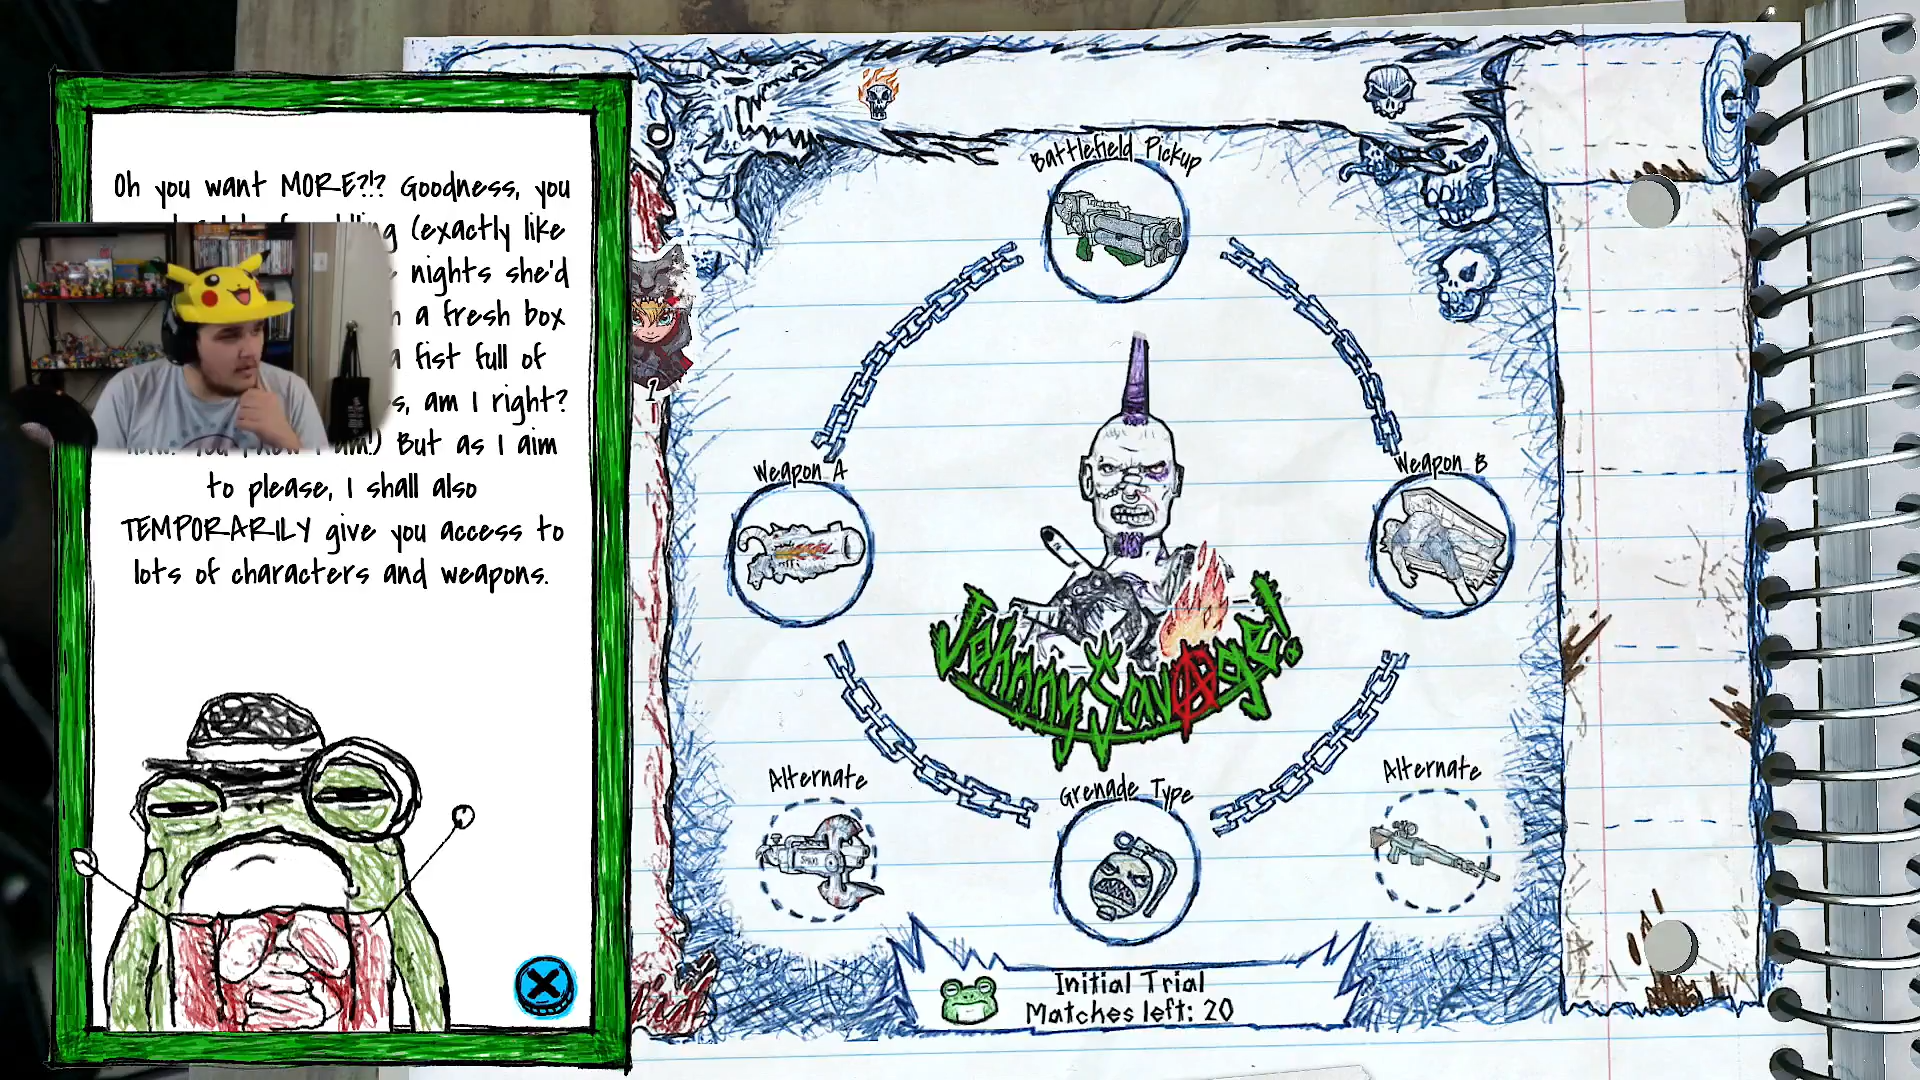 Oh you want MORE?!? Goodness, you
(exactly like
nights she'd
a fresh box
fist full of
am I right?
But as I aim
to please, I shall also
TEMPORARILY give you access to
lots of characters and weapons.
Battlefield Pickup
Weapon A
Weapon B
1
Johnny Savage!
Alternate
Grenade Type
Alternate
Initial Trial
Matches left: 20